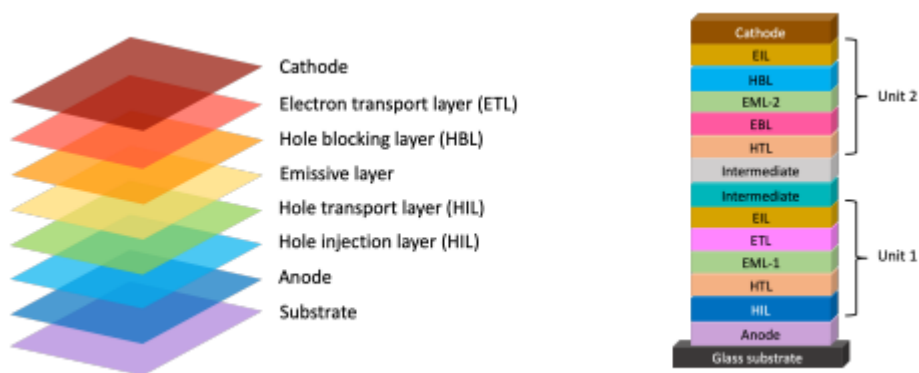 Cathode
Electron transport layer (ETL)
Hole blocking layer (HBL)
Emissive layer
Hole transport layer (HIL)
Hole injection layer (HIL)
Anode
Substrate
Cathode
EIL
HBL
EML-2
EBL
HTL
Unit 2
Intermediate
Intermediate
EIL
ETL
EML-1
HTL
HIL
Unit 1
Anode
Glass substrate